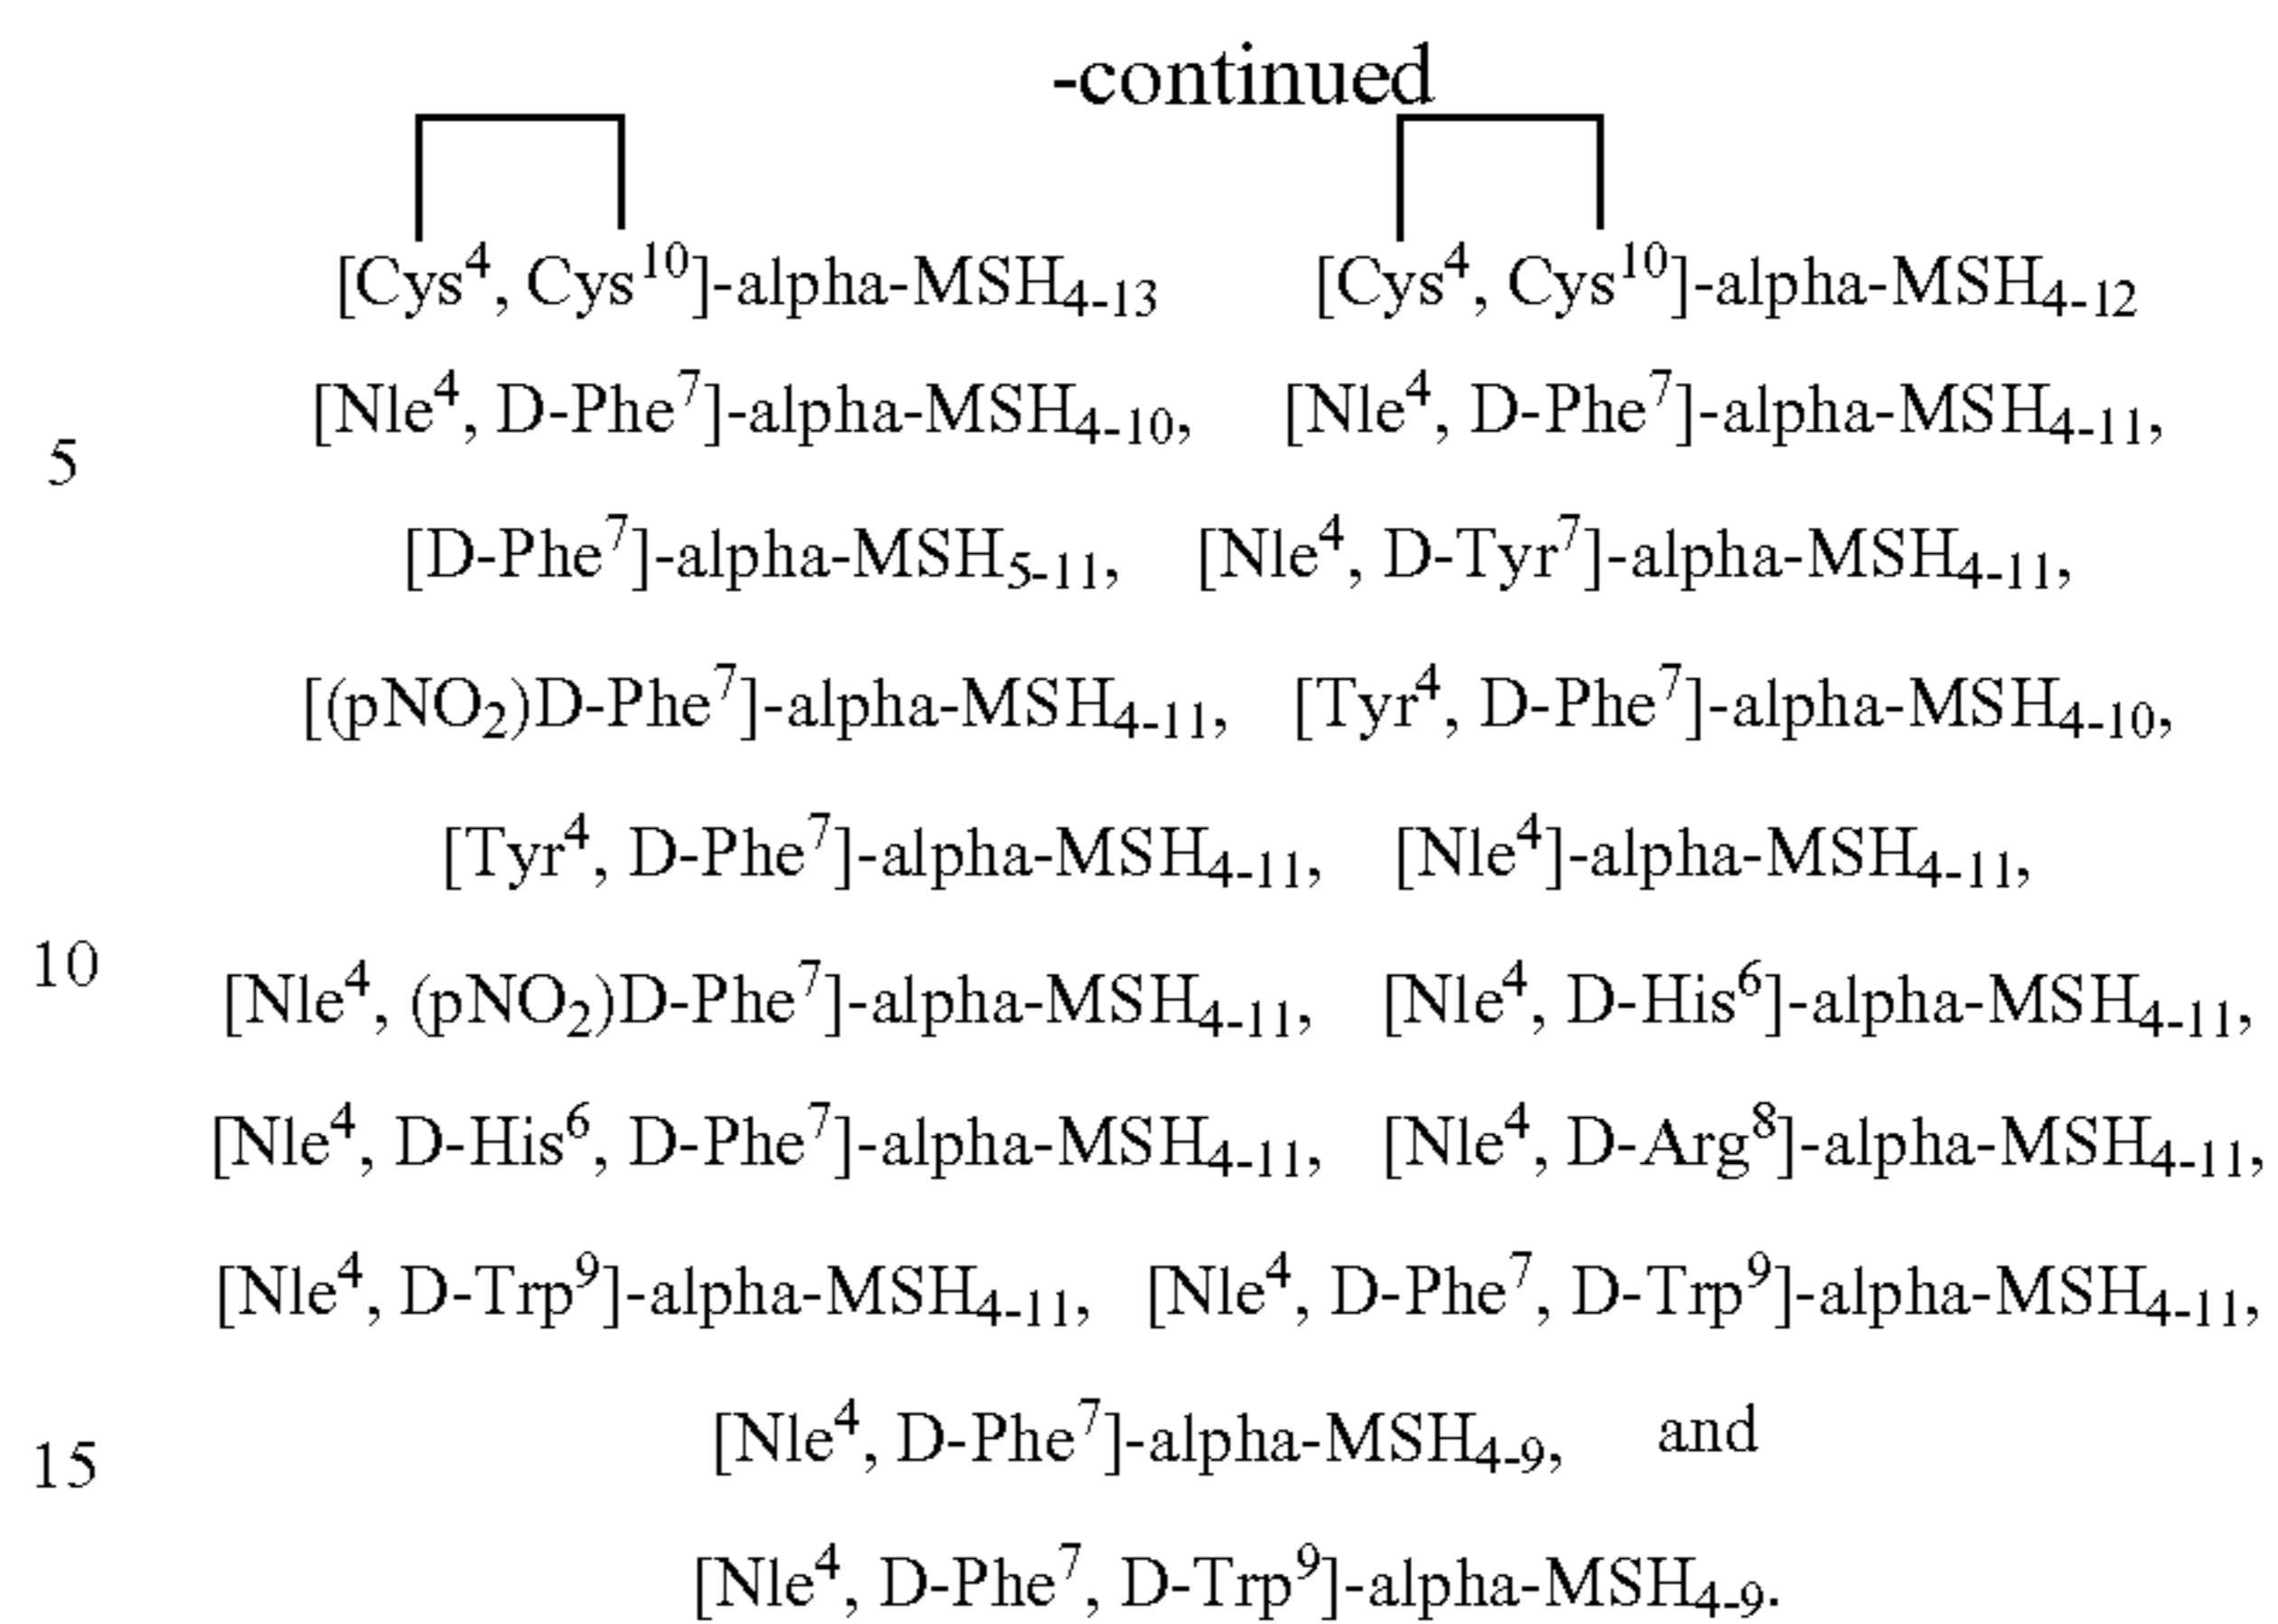 -continued
[Cys⁴, Cys¹⁰]-alpha-MSH₄₋₁₃ [Cys⁴, Cys¹⁰]-alpha-MSH₄₋₁₂
[Nle⁴, D-Phe⁷]-alpha-MSH₄₋₁₀, [Nle⁴, D-Phe⁷]-alpha-MSH₄₋₁₁,
5
[D-Phe⁷]-alpha-MSH₅₋₁₁, [Nle⁴, D-Tyr⁷]-alpha-MSH₄₋₁₁,
[(pNO₂)D-Phe⁷]-alpha-MSH₄₋₁₁, [Tyr⁴, D-Phe⁷]-alpha-MSH₄₋₁₀,
[Tyr⁴, D-Phe⁷]-alpha-MSH₄₋₁₁, [Nle⁴]-alpha-MSH₄₋₁₁,
10
[Nle⁴, (pNO₂)D-Phe⁷]-alpha-MSH₄₋₁₁, [Nle⁴, D-His⁶]-alpha-MSH₄₋₁₁,
[Nle⁴, D-His⁶, D-Phe⁷]-alpha-MSH₄₋₁₁, [Nle⁴, D-Arg⁸]-alpha-MSH₄₋₁₁,
[Nle⁴, D-Trp⁹]-alpha-MSH₄₋₁₁, [Nle⁴, D-Phe⁷, D-Trp⁹]-alpha-MSH₄₋₁₁,
[Nle⁴, D-Phe⁷]-alpha-MSH₄₋₉, and
15
[Nle⁴, D-Phe⁷, D-Trp⁹]-alpha-MSH₄₋₉.